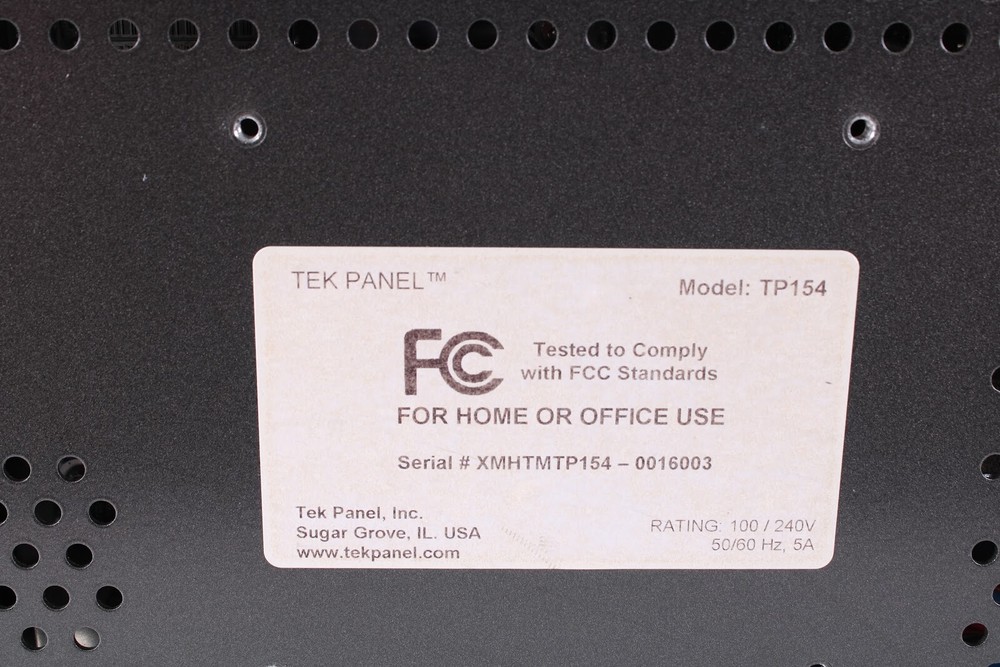 TEK PANEL™
Model: TP154
FC
Tested to Comply
with FCC Standards
FOR HOME OR OFFICE USE
Serial # XMHTMTP154 – 0016003
Tek Panel, Inc.
Sugar Grove, IL. USA
www.tekpanel.com
RATING: 100 / 240V
50/60 Hz, 5A